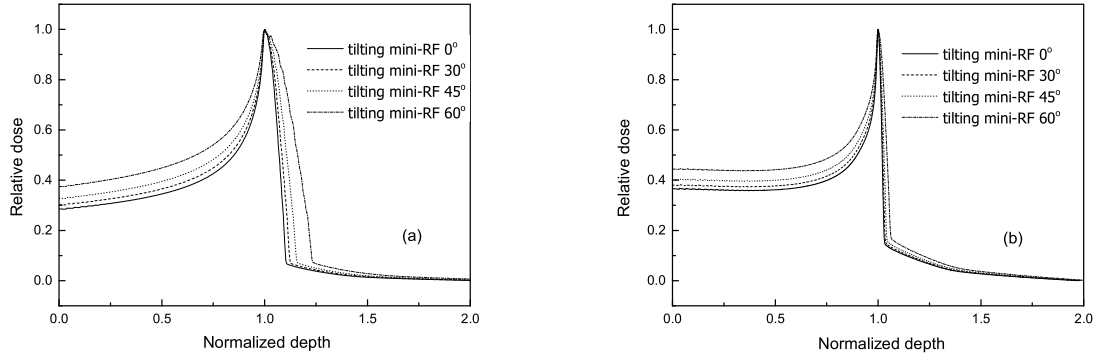 1.0
0.8
0.6
0.4
0.2
0.0
Relative dose
tilting mini-RF 0°
tilting mini-RF 30°
tilting mini-RF 45°
tilting mini-RF 60°
(a)
0.0 0.5 1.0 1.5 2.0
Normalized depth
1.0
0.8
0.6
0.4
0.2
0.0
Relative dose
tilting mini-RF 0°
tilting mini-RF 30°
tilting mini-RF 45°
tilting mini-RF 60°
(b)
0.0 0.5 1.0 1.5 2.0
Normalized depth